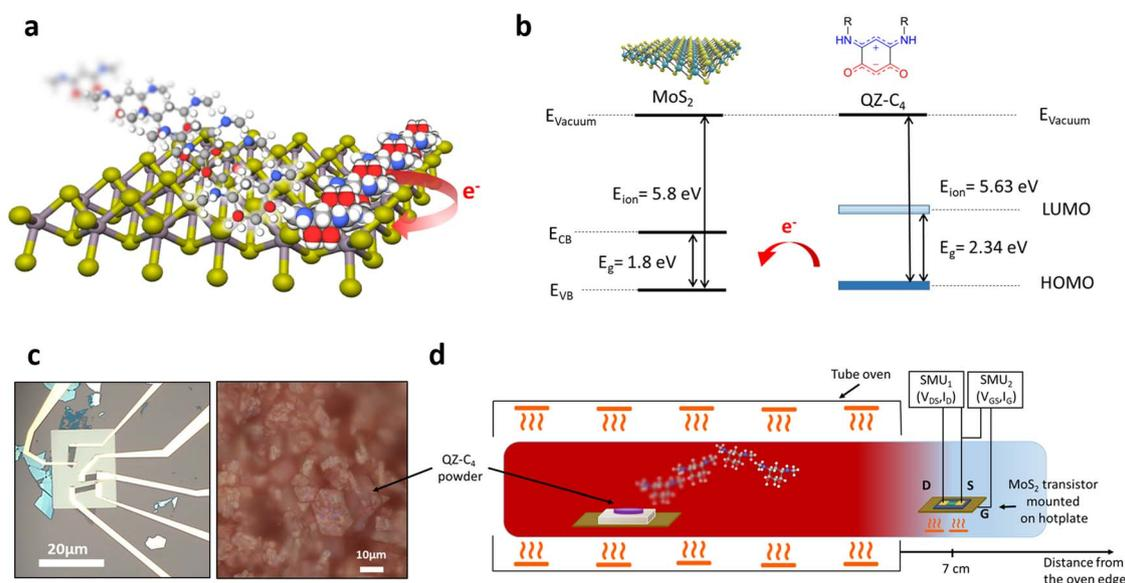 a
e-
b
MoS2
R
R
HN
NH
+
−
O
O
QZ-C4
EVacuum
EVacuum
Eion= 5.8 eV
Eion= 5.63 eV
LUMO
ECB
e-
Eg= 1.8 eV
Eg= 2.34 eV
EVB
HOMO
c
20µm
10µm
QZ-C4
powder
d
Tube oven
SMU1
(VDS,ID)
SMU2
(VGS,IG)
D
S
G
MoS2 transistor
mounted
on hotplate
7 cm
Distance from
the oven edge